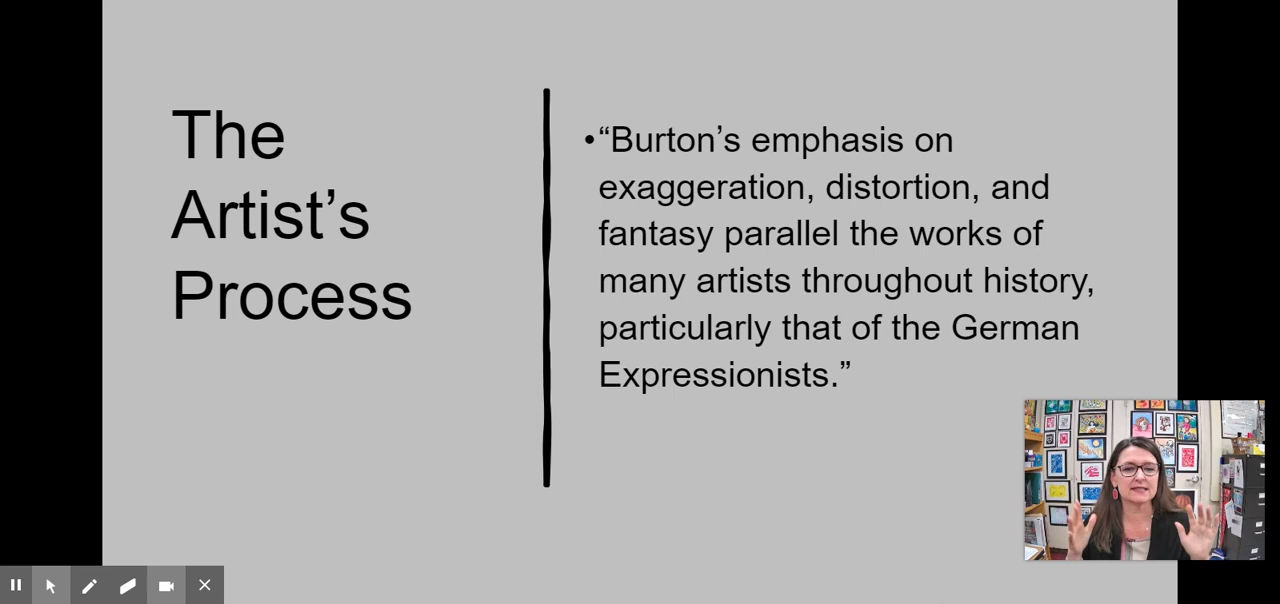 The
Artist’s
Process
•“Burton’s emphasis on
exaggeration, distortion, and
fantasy parallel the works of
many artists throughout history,
particularly that of the German
Expressionists.”